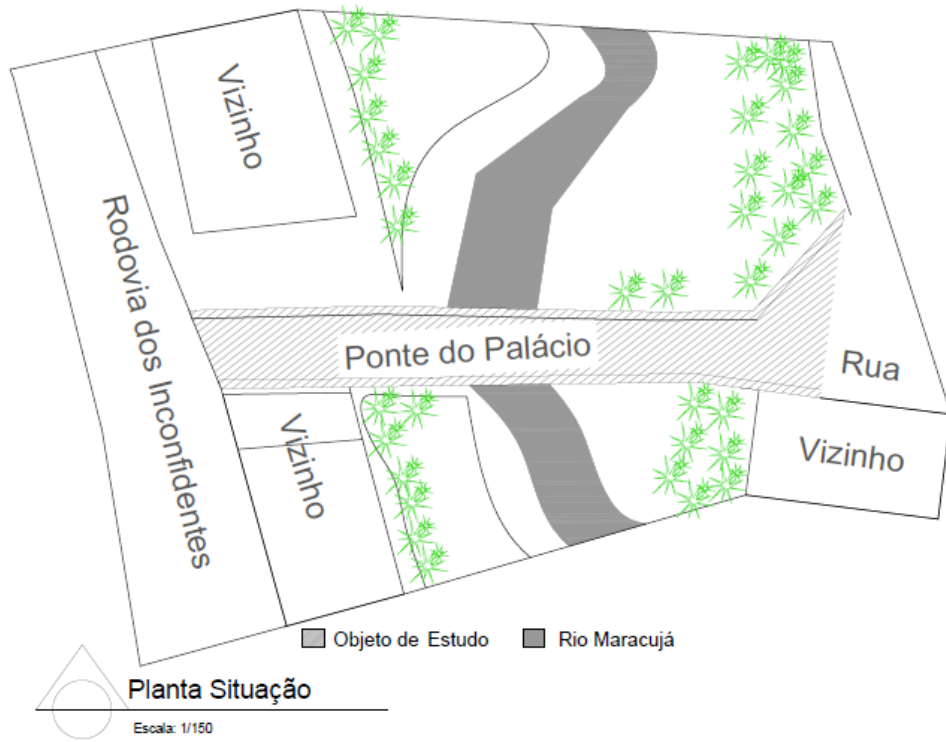 Vizinho
Rodovia dos Inconfidentes
Ponte do Palácio
Rua
Vizinho
Vizinho
Objeto de Estudo
Rio Maracujá
Planta Situação
Escala: 1/150